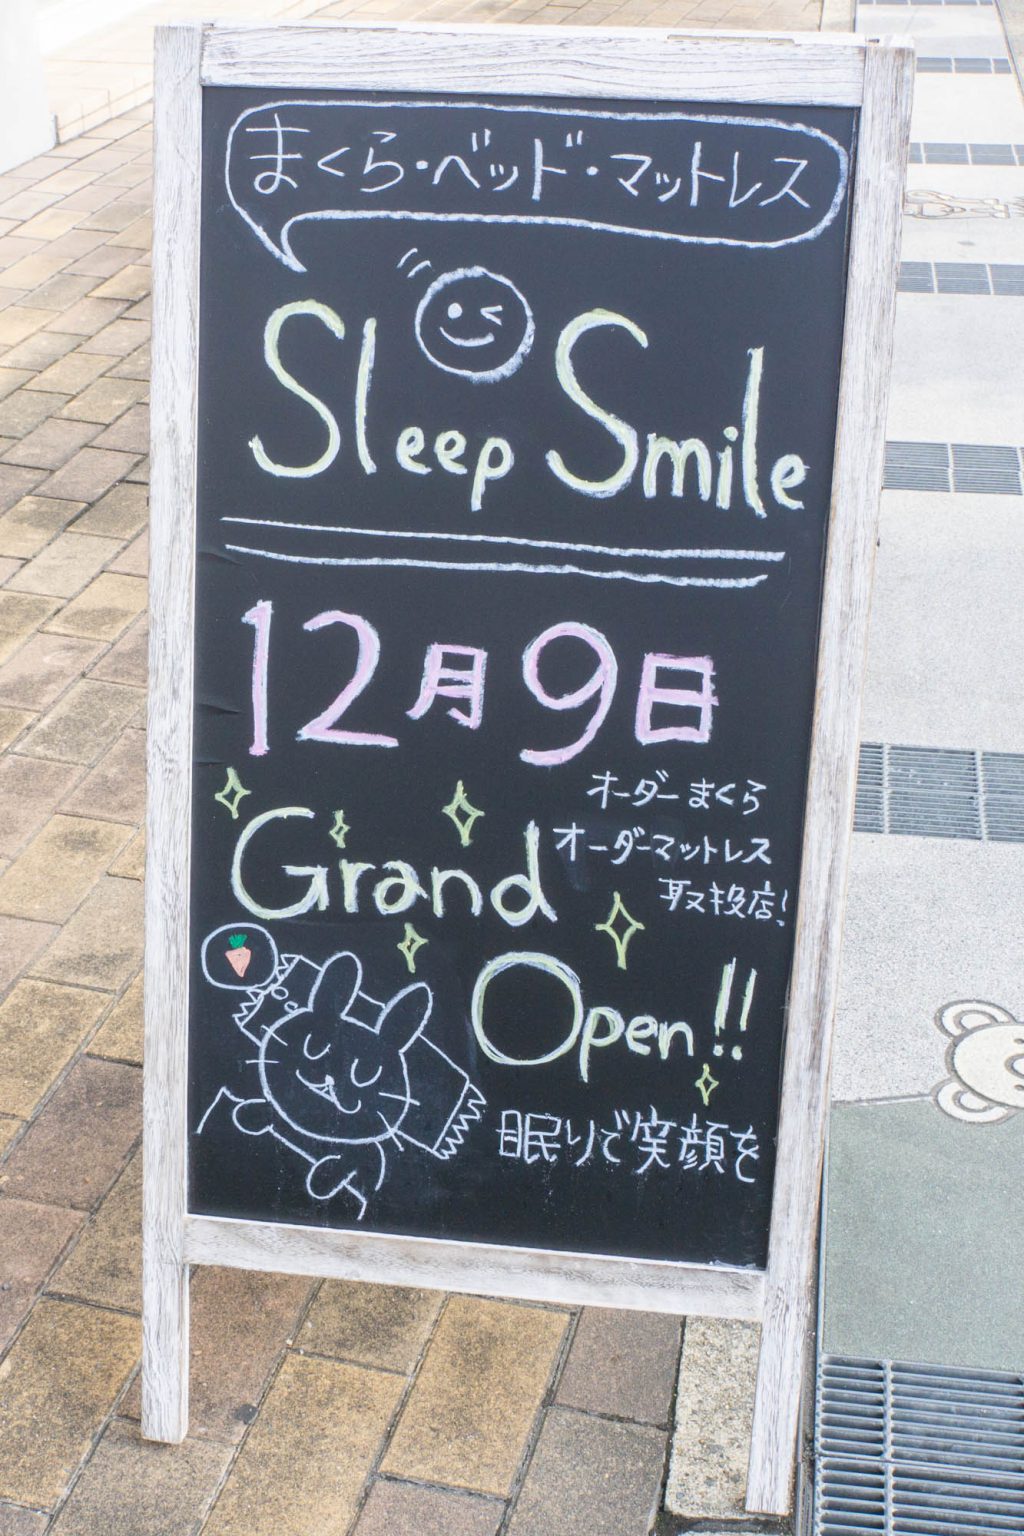 まくら・ベッド・マットレス
Sleep Smile
12月9日
オーダーまくら
オーダーマットレス
取扱店!
Grand
Open!!
眠りで笑顔を